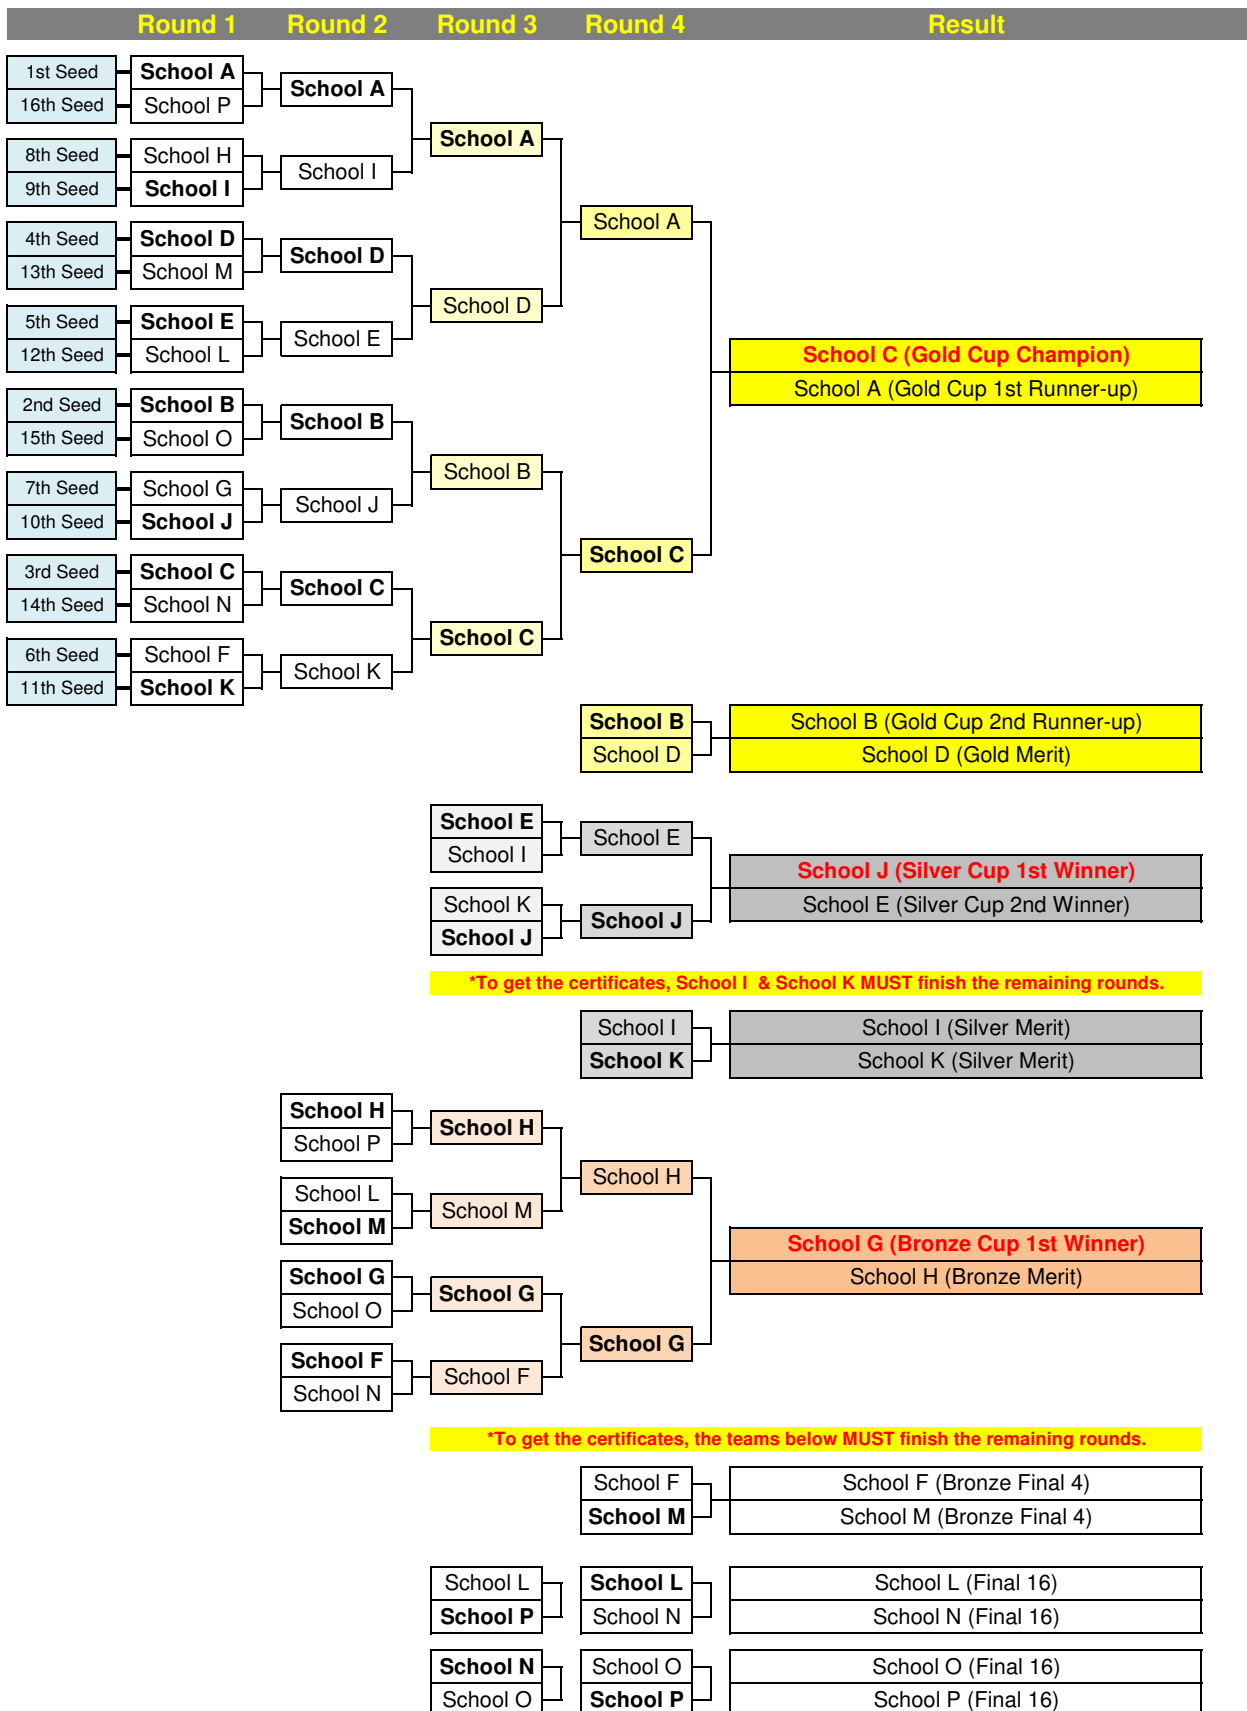 Round 1 Round 2 Round 3 Round 4 Result
1st Seed School A
School A
16th Seed School P
School A
8th Seed School H
School I
9th Seed School I
School A
4th Seed School D
School D
13th Seed School M
School D
5th Seed School E
School E
12th Seed School L
School C (Gold Cup Champion)
School A (Gold Cup 1st Runner-up)
2nd Seed School B
School B
15th Seed School O
School B
7th Seed School G
School J
10th Seed School J
School C
3rd Seed School C
School C
14th Seed School N
School C
6th Seed School F
School K
11th Seed School K
School B School B (Gold Cup 2nd Runner-up)
School D School D (Gold Merit)
School E
School E
School I
School J (Silver Cup 1st Winner)
School K School E (Silver Cup 2nd Winner)
School J
School J
*To get the certificates, School I & School K MUST finish the remaining rounds.
School I School I (Silver Merit)
School K School K (Silver Merit)
School H
School H
School P
School H
School L
School M
School M
School G (Bronze Cup 1st Winner)
School G School H (Bronze Merit)
School G
School O
School G
School F
School F
School N
*To get the certificates, the teams below MUST finish the remaining rounds.
School F School F (Bronze Final 4)
School M School M (Bronze Final 4)
School L School L School L (Final 16)
School P School N School N (Final 16)
School N School O School O (Final 16)
School O School P School P (Final 16)